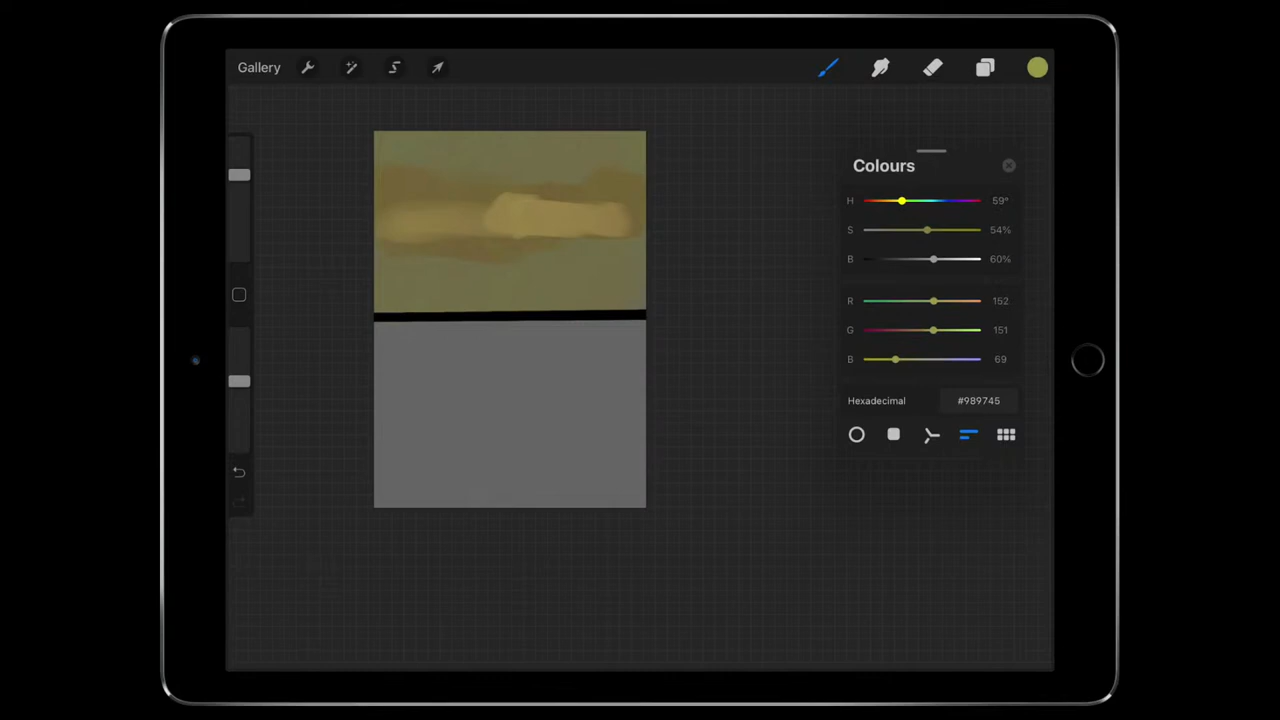 Gallery
Colours
H 59°
S 54%
B 60%
R 152
G 151
B 69
Hexadecimal #989745